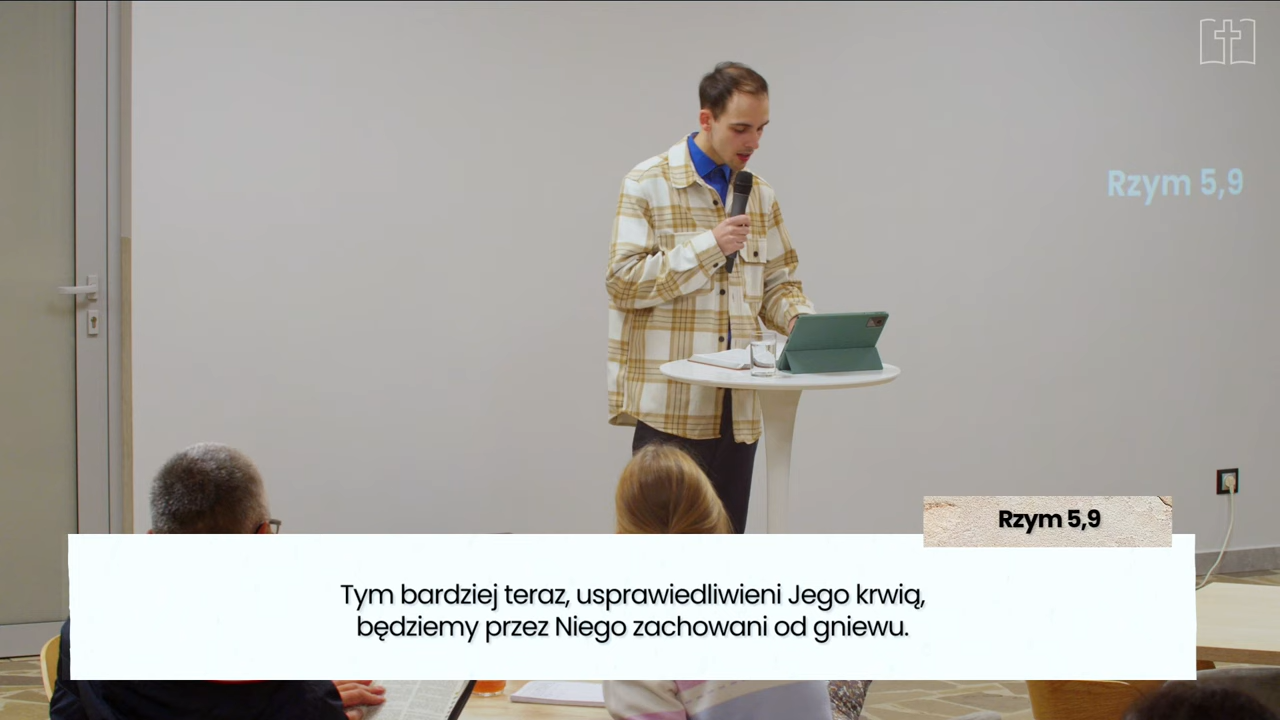 Rzym 5,9
Rzym 5,9
Tym bardziej teraz, usprawiedliwieni Jego krwią,
będziemy przez Niego zachowani od gniewu.